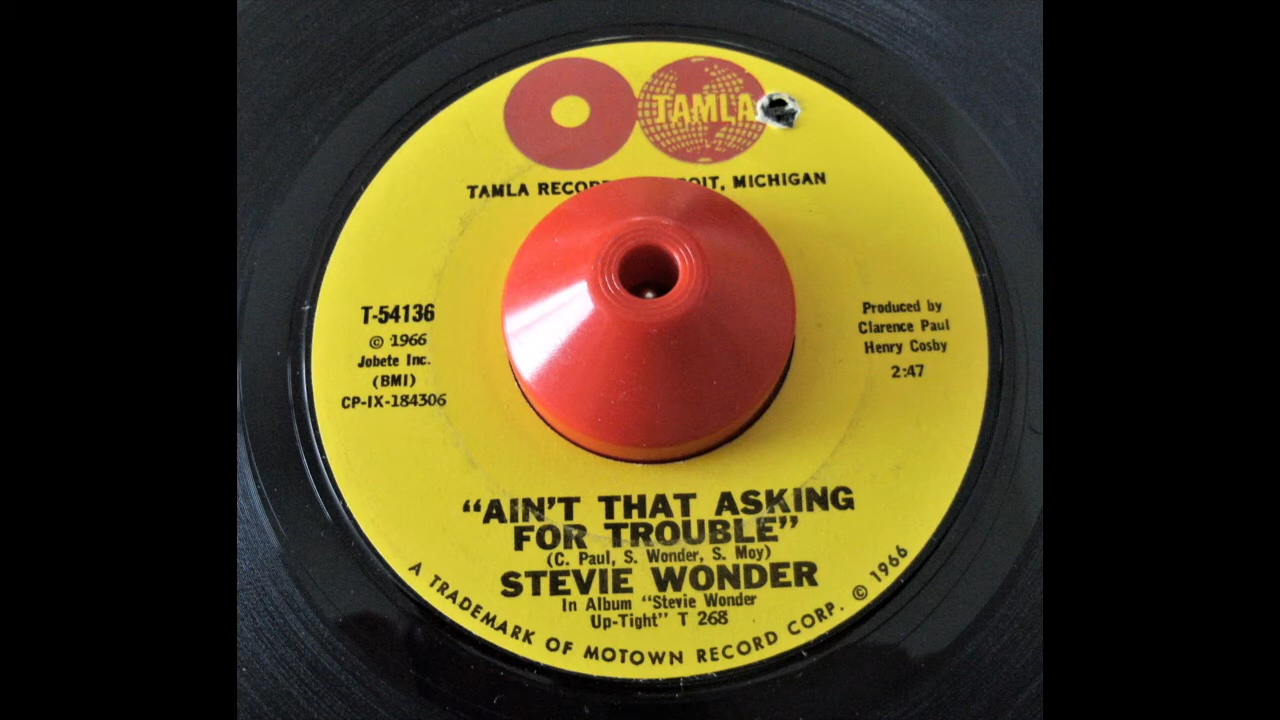 TAMLA
TAMLA MICHIGAN
T-54136
© 1966
Jobete Inc.
(BMI)
CP-IX-184306
Produced by
Clarence Paul
Henry Cosby
2:47
“AIN'T THAT ASKING
FOR TROUBLE”
(C. Paul, S. Wonder, S. Moy)
STEVIE WONDER
In Album “Stevie Wonder
Up-Tight” T 268
A TRADEMARK OF MOTOWN RECORD CORP. © 1966